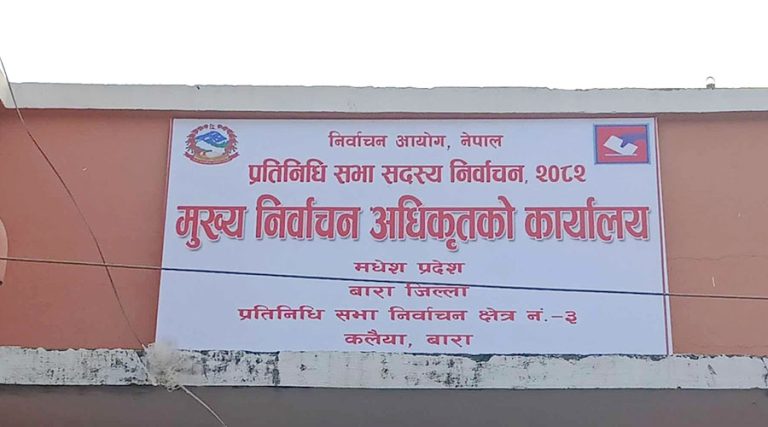 निर्वाचन आयोग, नेपाल
प्रतिनिधि सभा सदस्य निर्वाचन, २०८२
मुख्य निर्वाचन अधिकृतको कार्यालय
मधेश प्रदेश
बारा जिल्ला
प्रतिनिधि सभा निर्वाचन क्षेत्र नं.–३
कलैया, बारा